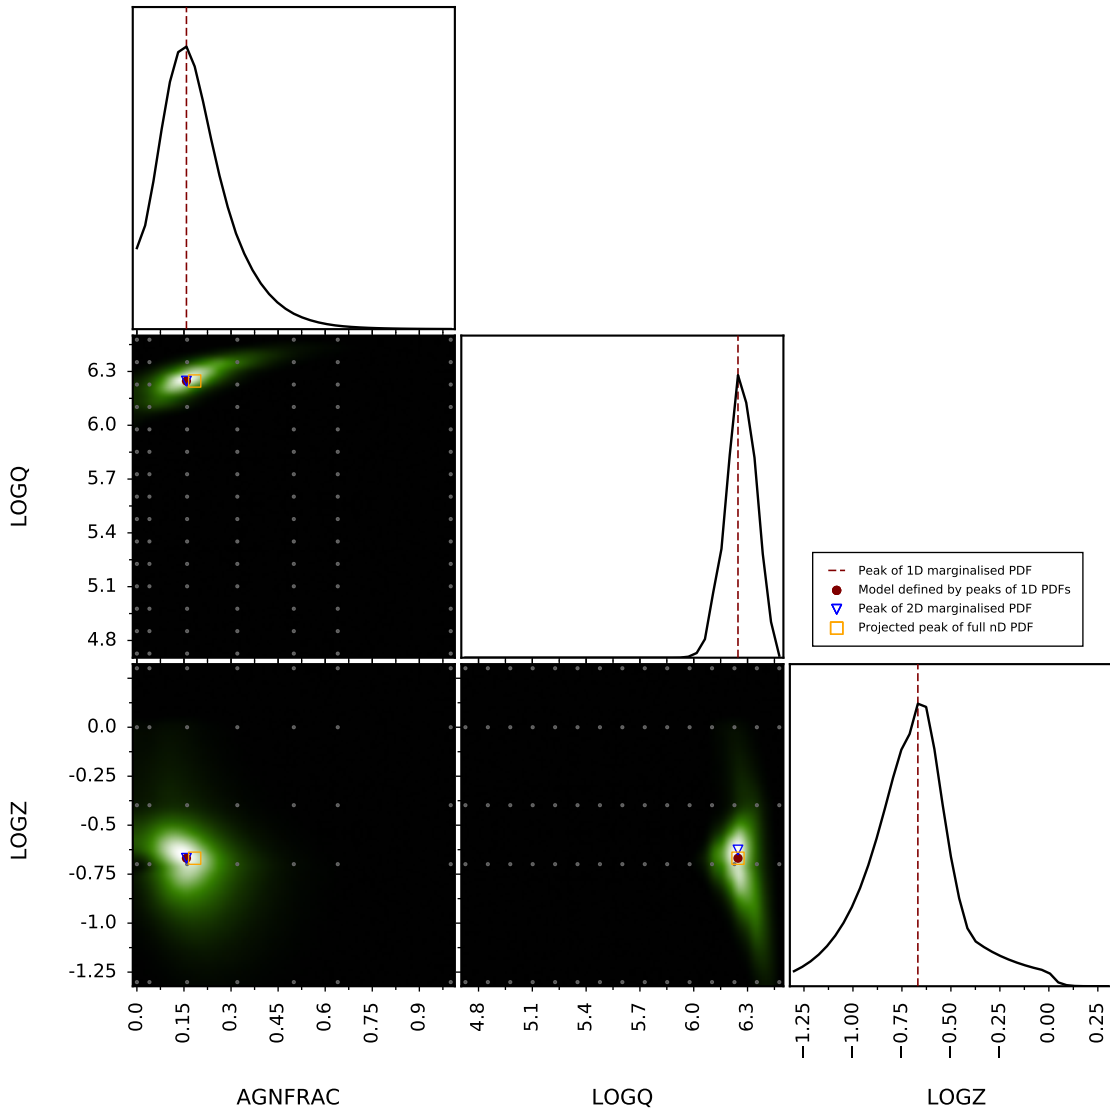 6.3
6.0
5.7
5.4
5.1
4.8
LOGQ
Peak of 1D marginalised PDF
Model defined by peaks of 1D PDFs
Peak of 2D marginalised PDF
Projected peak of full nD PDF
0.0
-0.25
-0.5
-0.75
-1.0
-1.25
LOGZ
0.0 0.15 0.3 0.45 0.6 0.75 0.9
4.8 5.1 5.4 5.7 6.0 6.3
−1.25 −1.00 −0.75 −0.50 −0.25 0.00 0.25
AGNFRAC LOGQ LOGZ